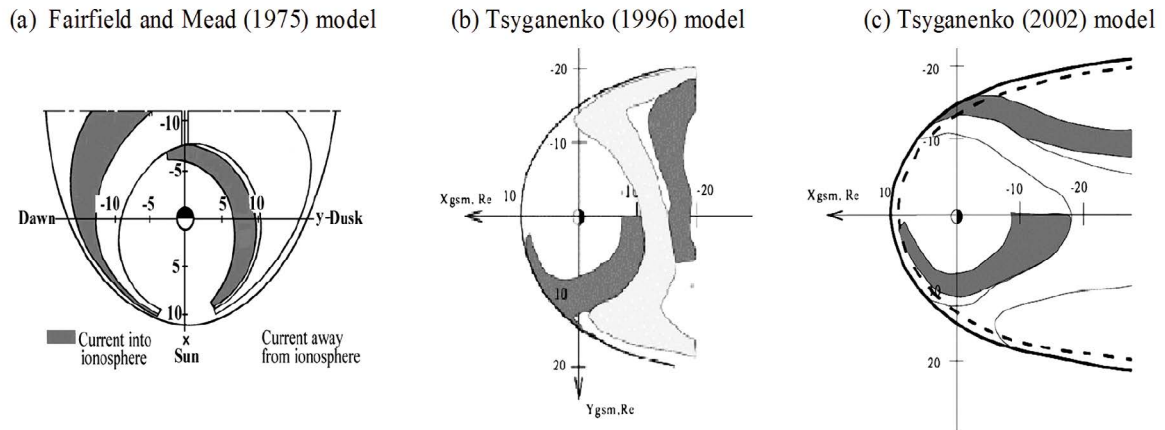 (a) Fairfield and Mead (1975) model
-10
-5
-10
-5
5
10
Dawn
y-Dusk
5
10
x
Sun
Current into
ionosphere
Current away
from ionosphere
(b) Tsyganenko (1996) model
-20
-10
Xgsm, Re
10
-10
-20
10
20
Ygsm,Re
(c) Tsyganenko (2002) model
-20
-10
Xgsm, Re
10
-10
-20
10
20